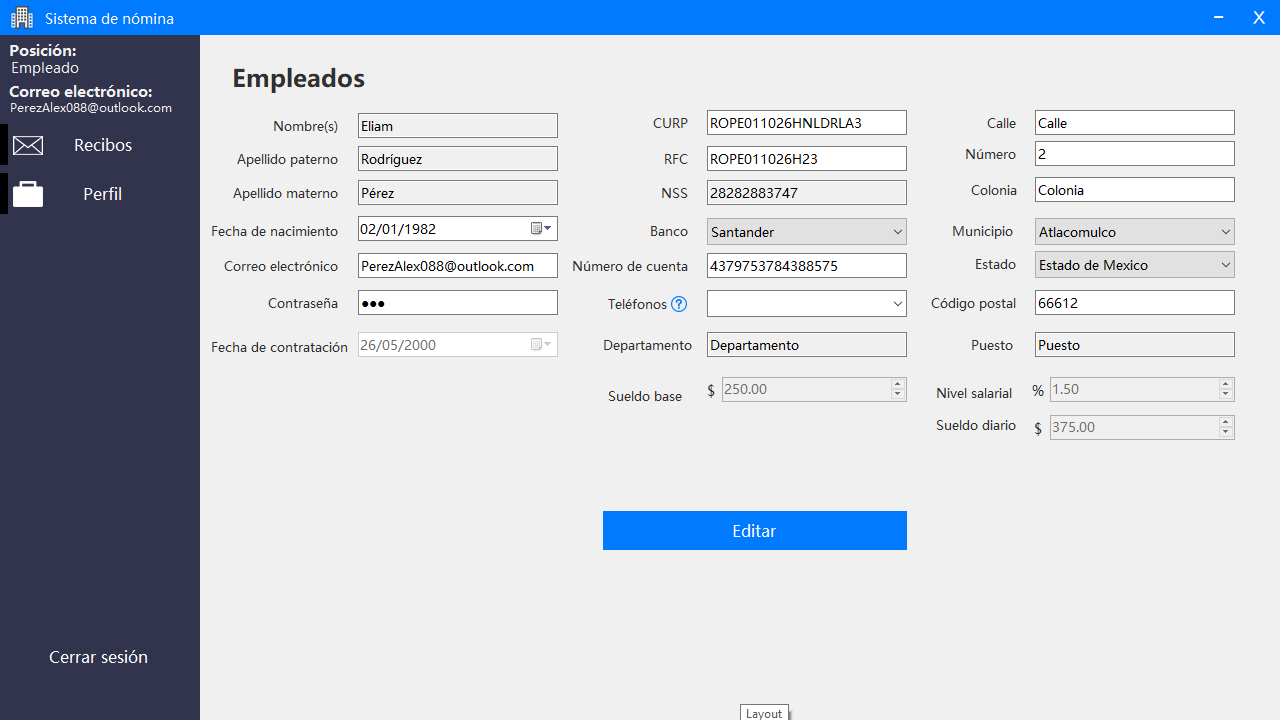 Sistema de nómina
X
Posición:
Empleado
Correo electrónico:
PerezAlex088@outlook.com
Recibos
Perfil
Cerrar sesión
Empleados
Nombre(s) Eliam
Apellido paterno Rodríguez
Apellido materno Pérez
Fecha de nacimiento 02/01/1982
Correo electrónico PerezAlex088@outlook.com
Contraseña ●●●
Fecha de contratación 26/05/2000
CURP ROPE011026HNLDRLA3
RFC ROPE011026H23
NSS 28282883747
Banco Santander
Número de cuenta 4379753784388575
Teléfonos ?
Departamento Departamento
Sueldo base $ 250.00
Calle Calle
Número 2
Colonia Colonia
Municipio Atlacomulco
Estado Estado de Mexico
Código postal 66612
Puesto Puesto
Nivel salarial % 1.50
Sueldo diario $ 375.00
Editar
Layout